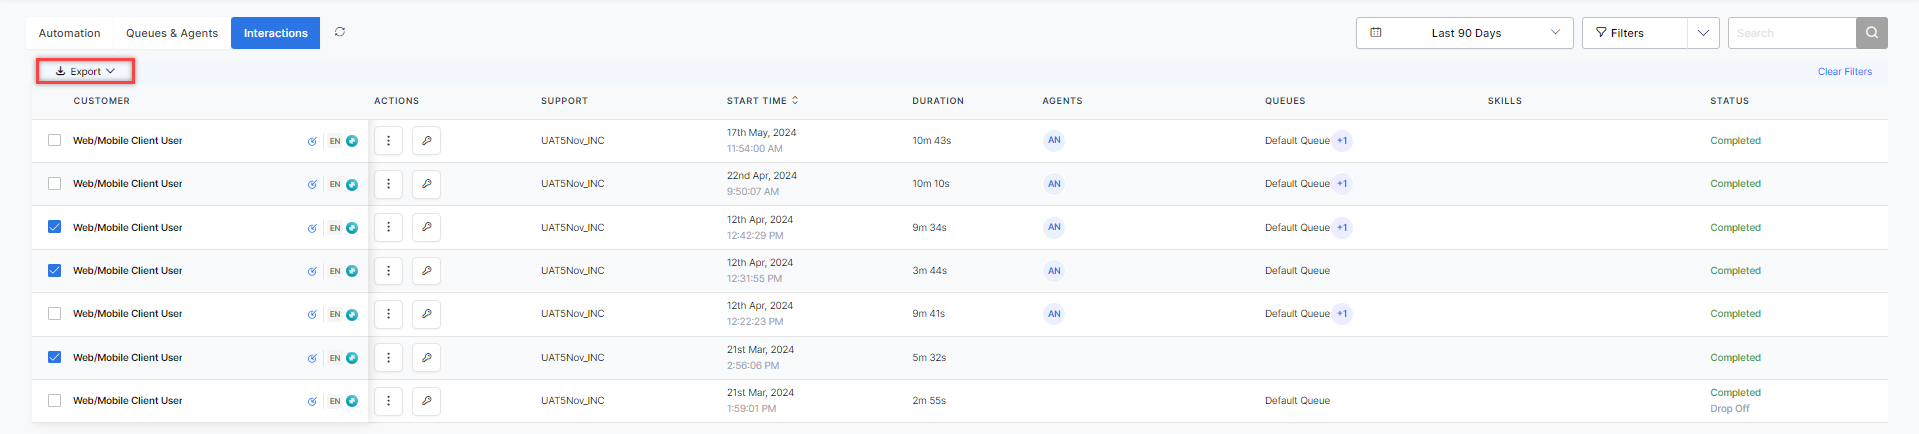 Automation Queues & Agents Interactions Last 90 Days Filters Search
Export Clear Filters
CUSTOMER ACTIONS SUPPORT START TIME DURATION AGENTS QUEUES SKILLS STATUS
Web/Mobile Client User EN UAT5Nov_INC 17th May, 2024 10m 43s AN Default Queue +1 Completed
11:54:00 AM
Web/Mobile Client User EN UAT5Nov_INC 22nd Apr, 2024 10m 10s AN Default Queue +1 Completed
9:50:07 AM
Web/Mobile Client User EN UAT5Nov_INC 12th Apr, 2024 9m 34s AN Default Queue +1 Completed
12:42:29 PM
Web/Mobile Client User EN UAT5Nov_INC 12th Apr, 2024 3m 44s AN Default Queue Completed
12:31:55 PM
Web/Mobile Client User EN UAT5Nov_INC 12th Apr, 2024 9m 41s AN Default Queue +1 Completed
12:22:23 PM
Web/Mobile Client User EN UAT5Nov_INC 21st Mar, 2024 5m 32s Completed
2:56:06 PM
Web/Mobile Client User EN UAT5Nov_INC 21st Mar, 2024 2m 55s Default Queue Completed
1:59:01 PM Drop Off